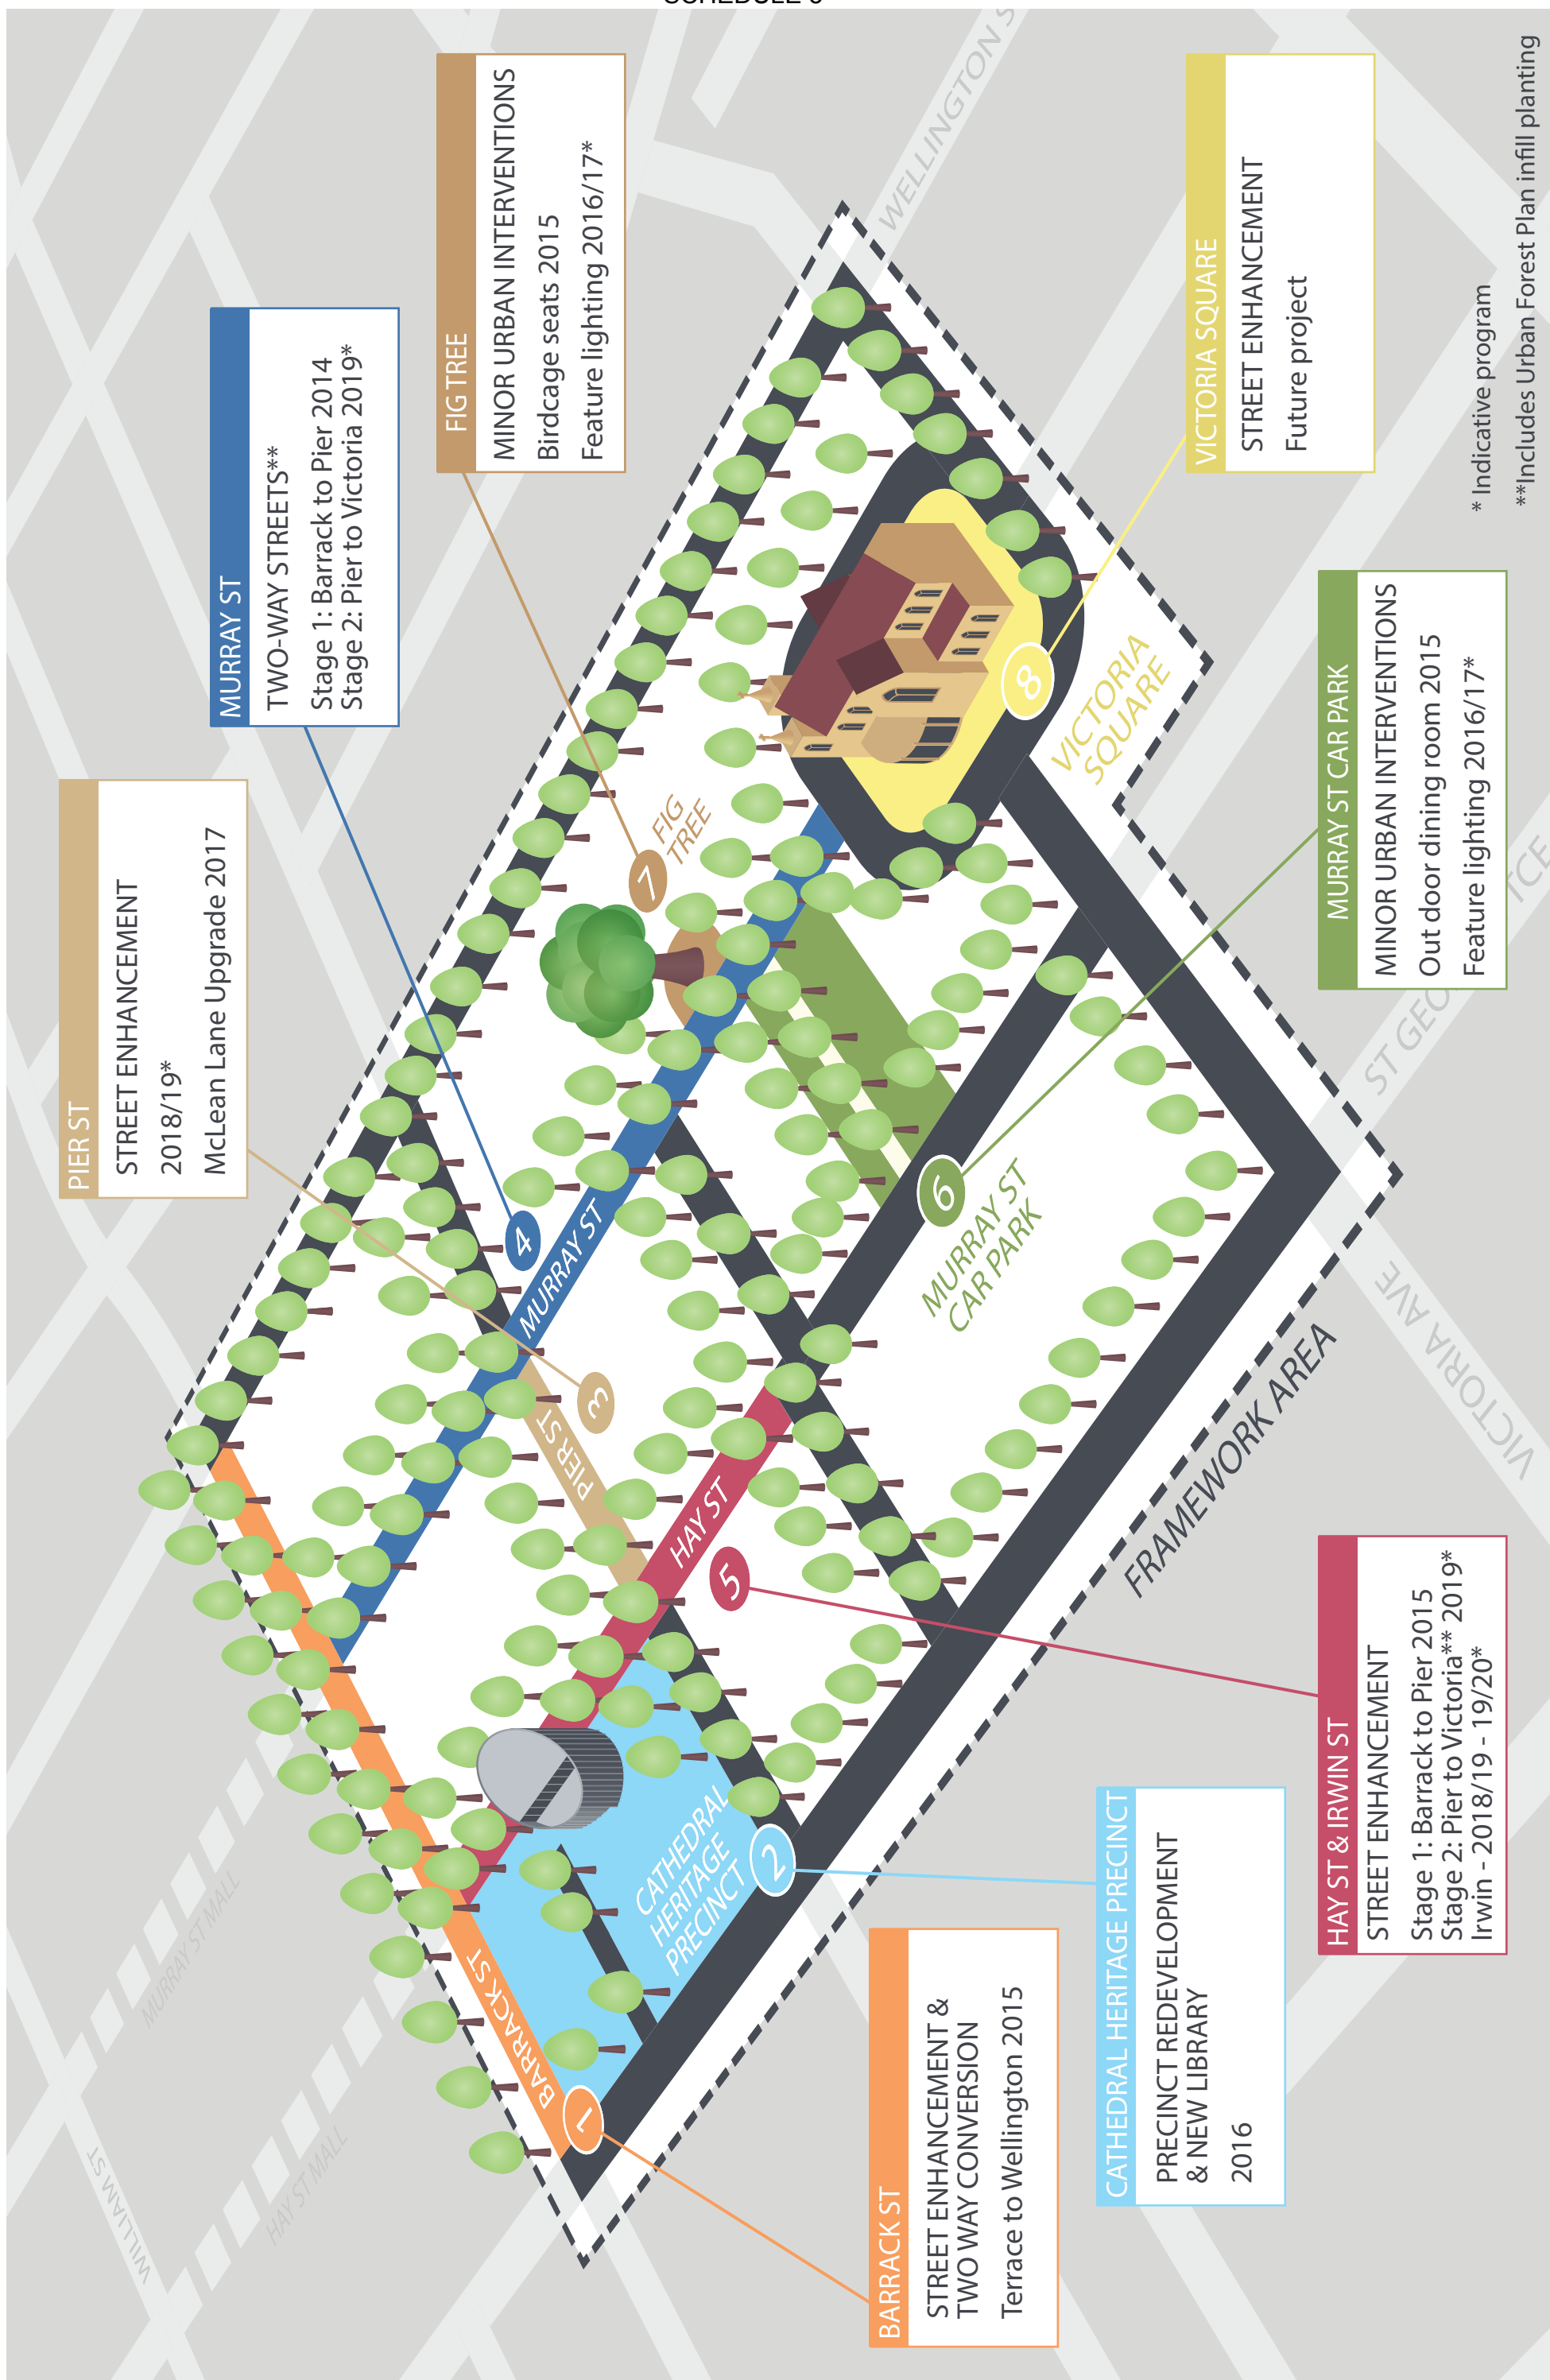 BARRACK ST
STREET ENHANCEMENT &
TWO WAY CONVERSION
Terrace to Wellington 2015
PIER ST
STREET ENHANCEMENT
2018/19*
McLean Lane Upgrade 2017
MURRAY ST
TWO-WAY STREETS**
Stage 1: Barrack to Pier 2014
Stage 2: Pier to Victoria 2019*
FIG TREE
MINOR URBAN INTERVENTIONS
Birdcage seats 2015
Feature lighting 2016/17*
WILLIAM ST
HAY ST MALL
MURRAY ST MALL
WELLINGTON S
1
BARRACK ST
CATHEDRAL
HERITAGE
PRECINCT
2
PIER ST
3
MURRAY ST
4
HAY ST
5
MURRAY ST
CAR PARK
6
7
FIG
TREE
8
VICTORIA
SQUARE
FRAMEWORK AREA
VICTORIA AVE
ST GEO
CE
CATHEDRAL HERITAGE PRECINCT
PRECINCT REDEVELOPMENT
& NEW LIBRARY
2016
HAY ST & IRWIN ST
STREET ENHANCEMENT
Stage 1: Barrack to Pier 2015
Stage 2: Pier to Victoria** 2019*
Irwin - 2018/19 - 19/20*
MURRAY ST CAR PARK
MINOR URBAN INTERVENTIONS
Out door dining room 2015
Feature lighting 2016/17*
VICTORIA SQUARE
STREET ENHANCEMENT
Future project
* Indicative program
**Includes Urban Forest Plan infill planting